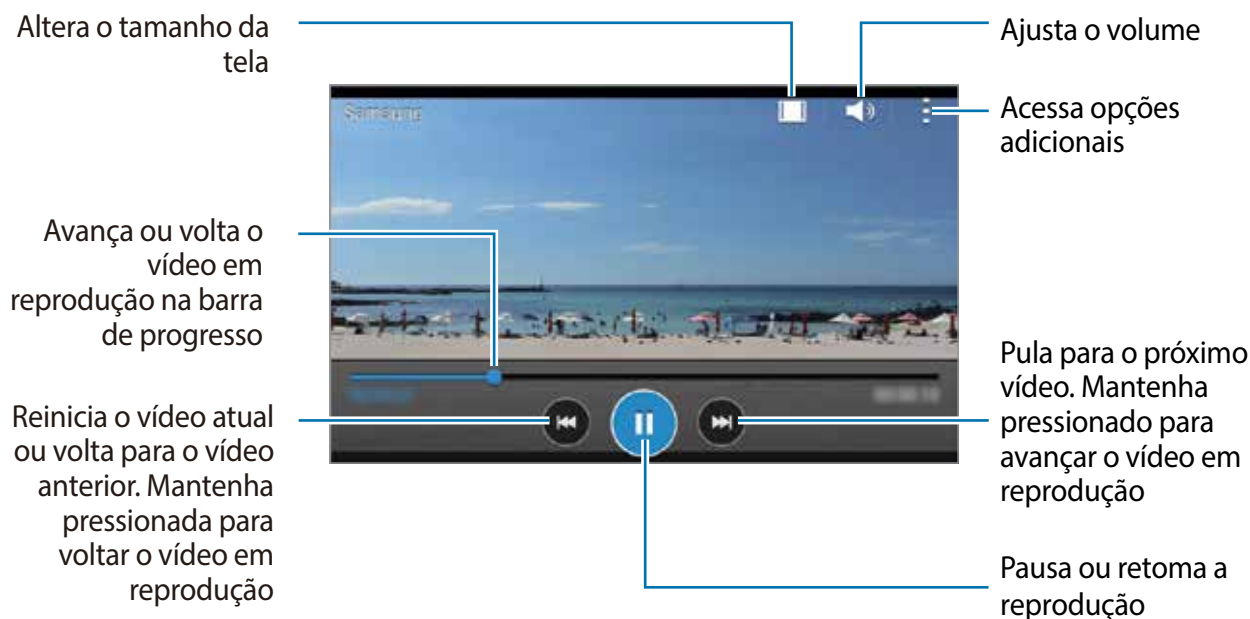 Altera o tamanho da
tela
Ajusta o volume
Samsung
Acessa opções
adicionais
Avança ou volta o
vídeo em
reprodução na barra
de progresso
Pula para o próximo
vídeo. Mantenha
pressionado para
avançar o vídeo em
reprodução
Reinicia o vídeo atual
ou volta para o vídeo
anterior. Mantenha
pressionada para
voltar o vídeo em
reprodução
Pausa ou retoma a
reprodução